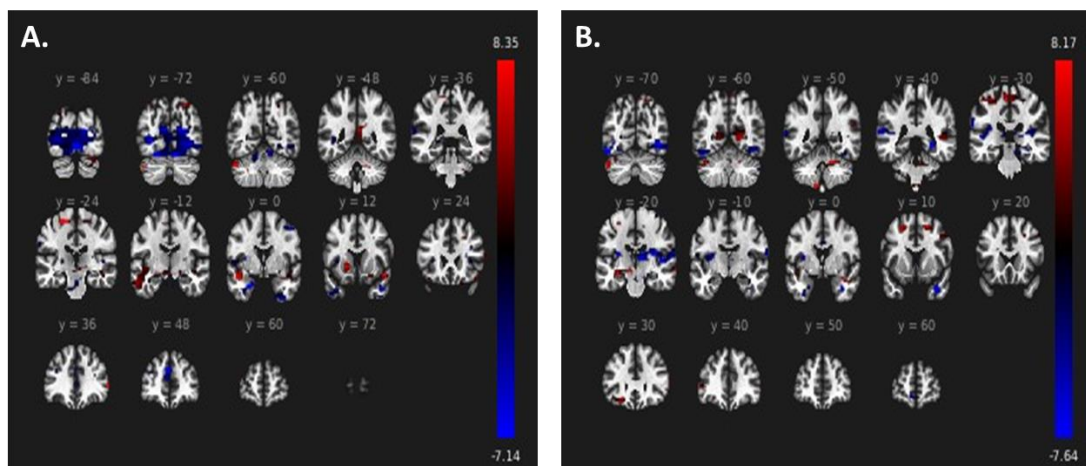 A.
8.35
y = -84 y = -72 y = -60 y = -48 y = -36
y = -24 y = -12 y = 0 y = 12 y = 24
y = 36 y = 48 y = 60 y = 72
-7.14
B.
8.17
y = -70 y = -60 y = -50 y = -40 y = -30
y = -20 y = -10 y = 0 y = 10 y = 20
y = 30 y = 40 y = 50 y = 60
-7.64